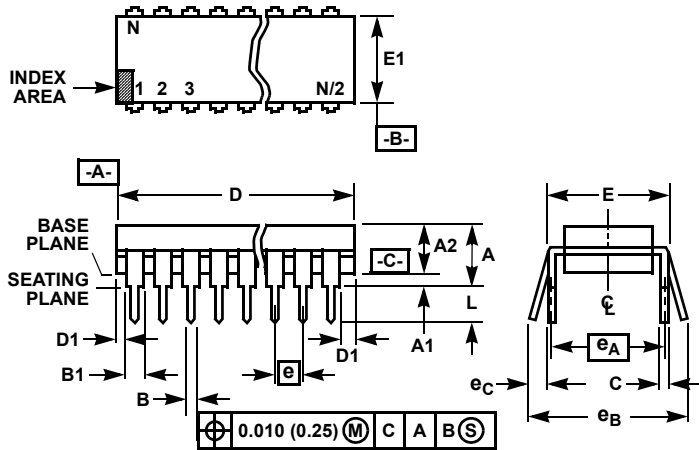 N
E1
INDEX
AREA
1 2 3 N/2
-B-
-A-
D
E
BASE
PLANE
A2
A
-C-
SEATING
PLANE
L
C
L
D1
A1
D1
eA
B1
e
eC
C
B
eB
0.010 (0.25) M C A B S